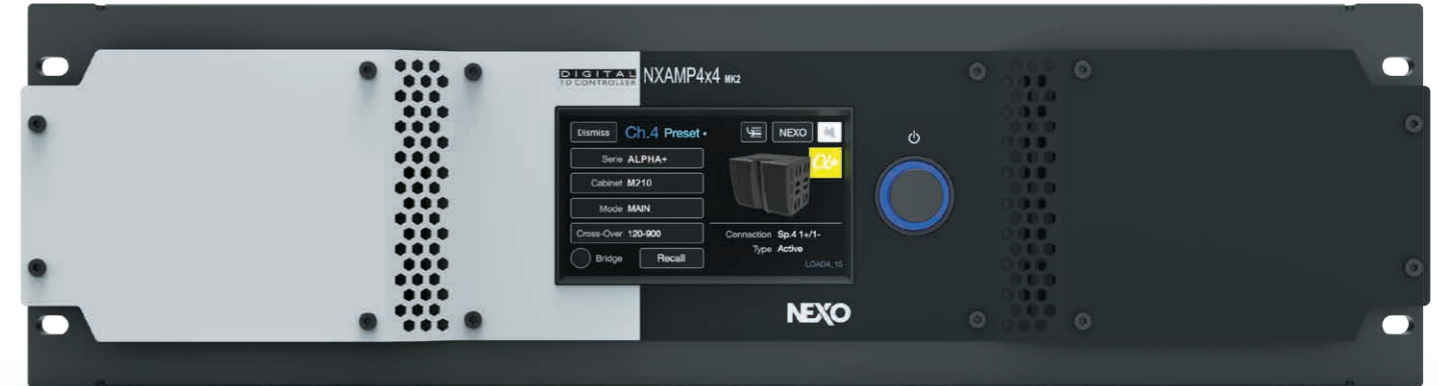 DIGITAL
TD CONTROLLER
NXAMP4x4 MK2
Dismiss Ch.4 Preset • NEXO
Serie ALPHA+
Cabinet M210
Mode MAIN
Cross-Over 120-900
Connection Sp.4 1+/1-
Type Active
Bridge Recall
LOAD4_15
NEXO